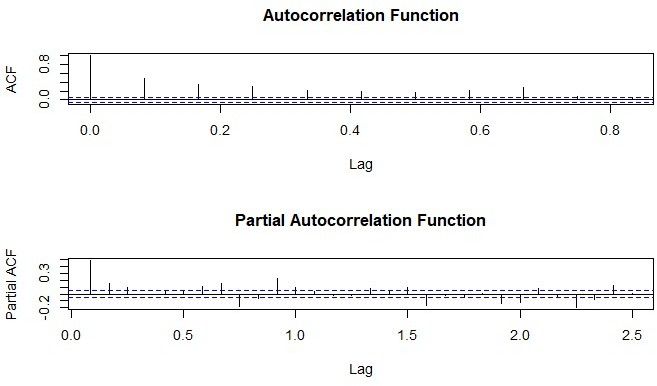 Autocorrelation Function
ACF
0.8
0.0
0.0 0.2 0.4 0.6 0.8
Lag
Partial Autocorrelation Function
Partial ACF
0.3
-0.2
0.0 0.5 1.0 1.5 2.0 2.5
Lag